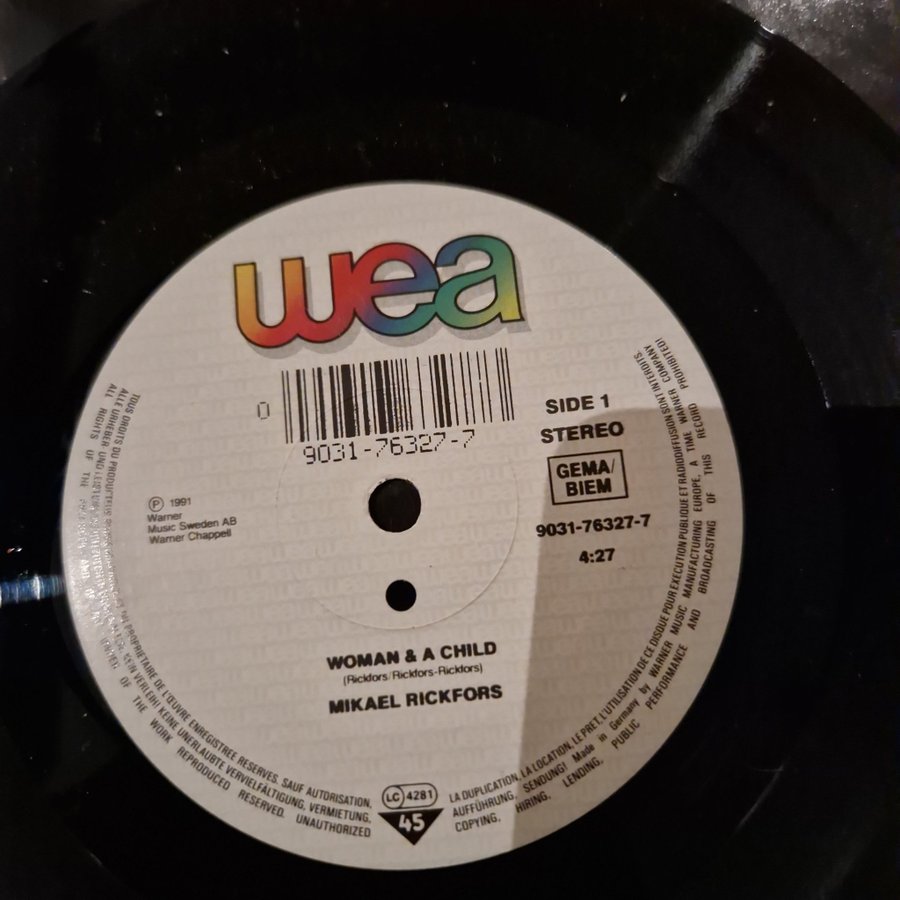 wea
0
9031-76327-7
SIDE 1
STEREO
GEMA/
BIEM
9031-76327-7
4:27
Ⓟ 1991
Warner
Music Sweden AB
Warner Chappell
WOMAN & A CHILD
(Rickfors/Rickfors-Rickfors)
MIKAEL RICKFORS
LC 4281
45
TOUS DROITS DU PRODUCTEUR PROPRIETAIRE DE L'ŒUVRE ENREGISTREE RESERVES. SAUF AUTORISATION,
ALLE URHEBER UND KEIN VERLEIH! KEINE UNERLAUBTE VERVIELFÄLTIGUNG, VERMIETUNG,
ALL RIGHTS OF THE OF THE WORK REPRODUCED RESERVED. UNAUTHORIZED
LA DUPLICATION, LA LOCATION, LE PRET, L'UTILISATION DE CE DISQUE POUR EXECUTION PUBLIQUE ET RADIODIFFUSION SONT INTERDITS.
AUFFÜHRUNG, SENDUNG! Made in Germany by WARNER MUSIC MANUFACTURING EUROPE, A TIME WARNER COMPANY
COPYING, HIRING, LENDING, PUBLIC PERFORMANCE AND BROADCASTING OF THIS RECORD PROHIBITED!